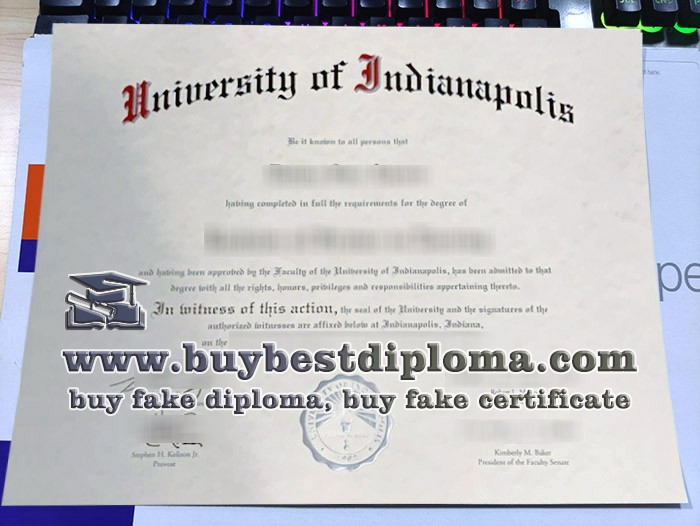 University of Indianapolis
Be it known to all persons that
having completed in full the requirements for the degree of
and having been approved by the Faculty of the University of Indianapolis, has been admitted to that
degree with all the rights, honors, privileges and responsibilities appertaining thereto.
In witness of this action, the seal of the University and the signatures of the
authorized witnesses are affixed below at Indianapolis, Indiana,
on the
www.buybestdiploma.com
buy fake diploma, buy fake certificate
Stephen H. Kolison Jr.
Provost
Kimberly M. Baker
President of the Faculty Senate
here.